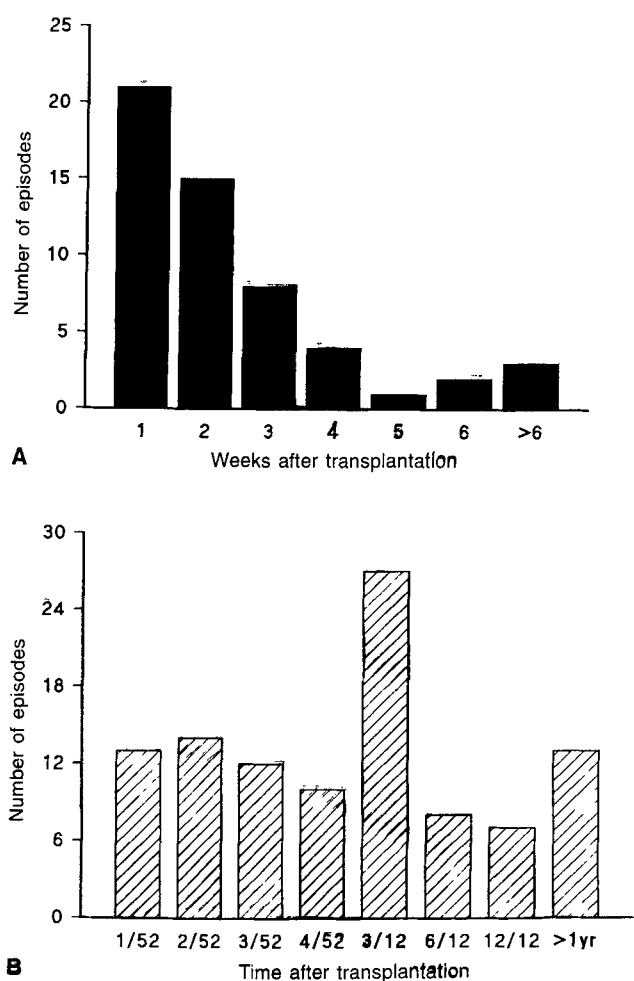 25
20
15
10
5
0
Number of episodes
1 2 3 4 5 6 >6
A
Weeks after transplantation
30
24
18
12
6
0
Number of episodes
1/52 2/52 3/52 4/52 3/12 6/12 12/12 >1yr
B
Time after transplantation